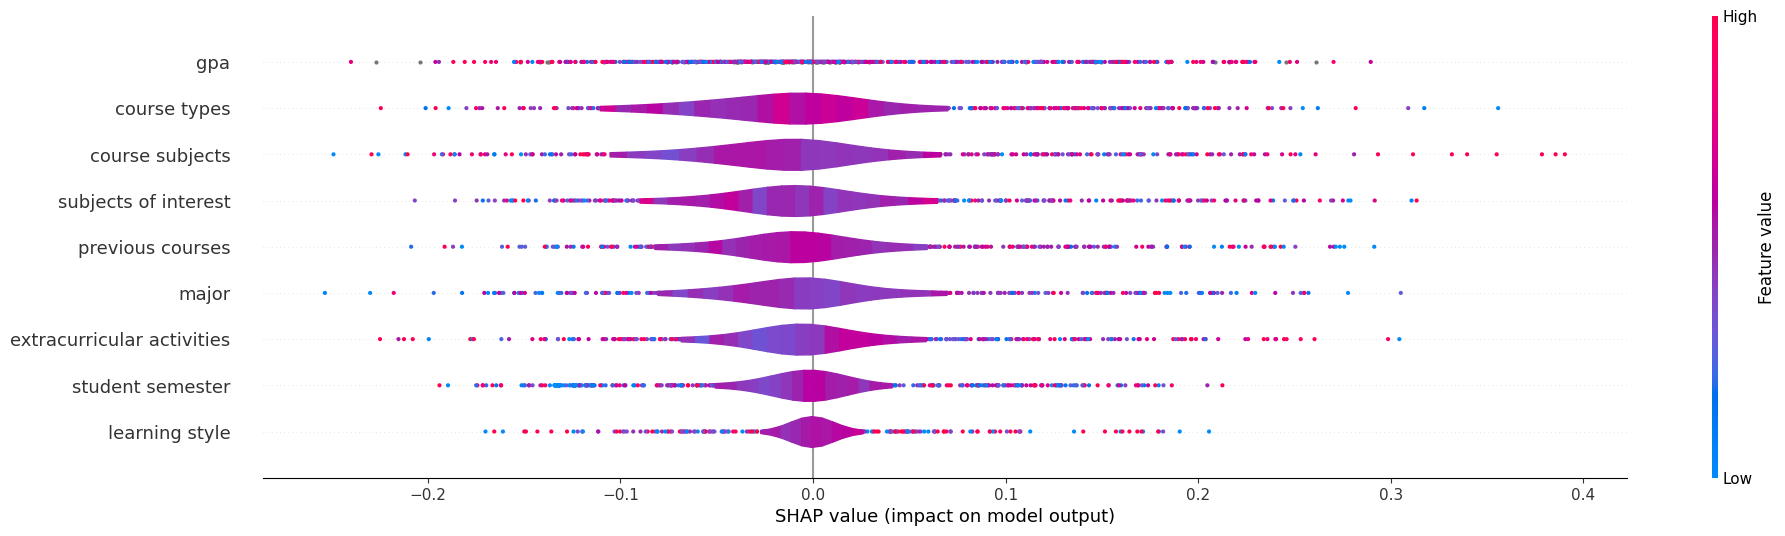 High
gpa
course types
course subjects
subjects of interest
previous courses
major
extracurricular activities
student semester
learning style
Feature value
Low
−0.2
−0.1
0.0
0.1
0.2
0.3
0.4
SHAP value (impact on model output)